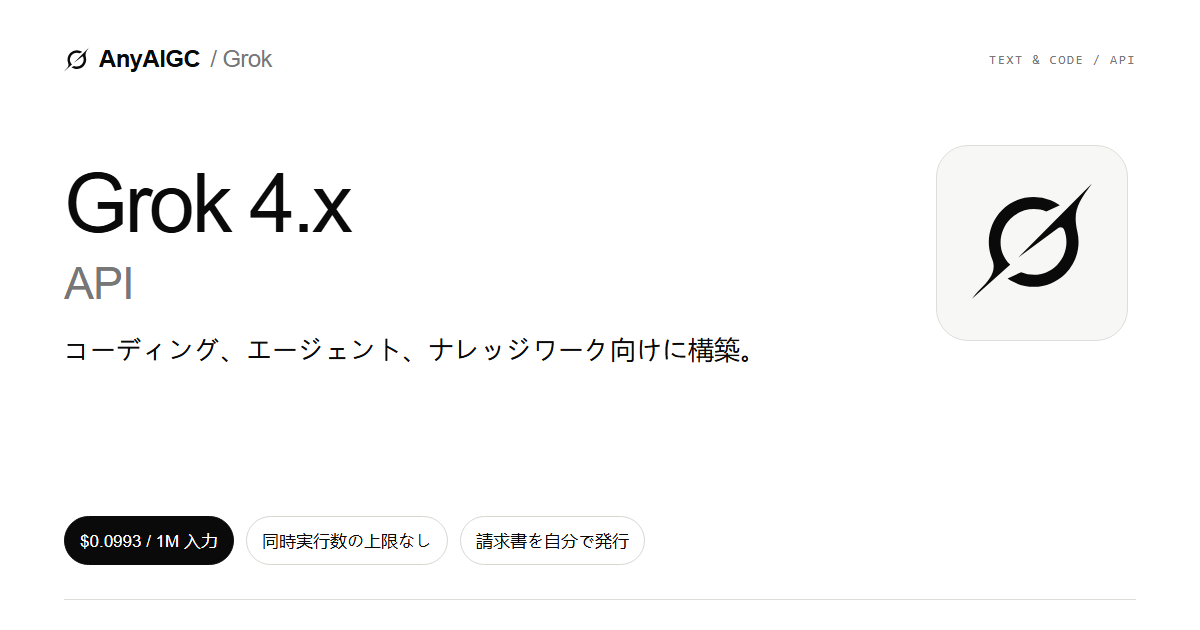 AnyAIGC / Grok
TEXT & CODE / API
Grok 4.x
API
コーディング、エージェント、ナレッジワーク向けに構築。
$0.0993 / 1M 入力
同時実行数の上限なし
請求書を自分で発行